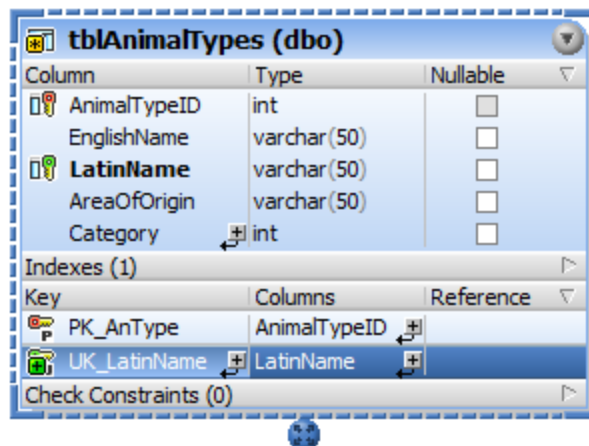 tblAnimalTypes (dbo)
Column Type Nullable
AnimalTypeID int
EnglishName varchar(50)
LatinName varchar(50)
AreaOfOrigin varchar(50)
Category int
Indexes (1)
Key Columns Reference
P PK_AnType AnimalTypeID
UK_LatinName LatinName
Check Constraints (0)